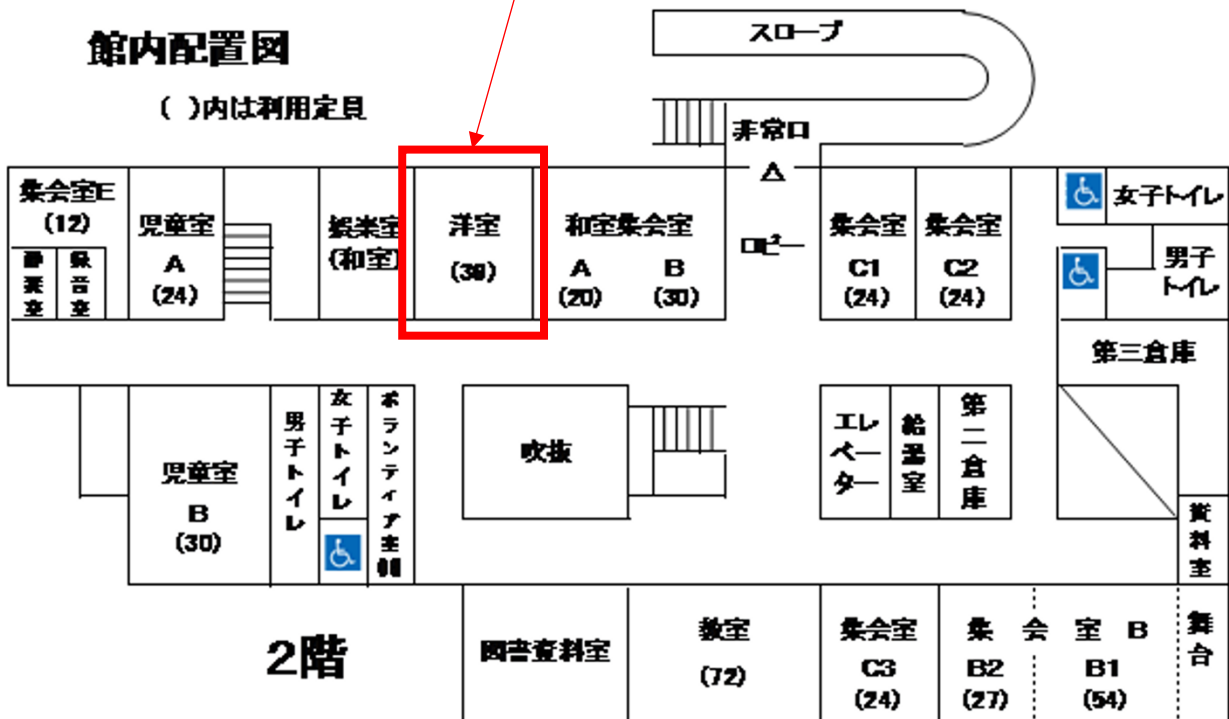 館内配置図
( )内は利用定員
スロープ
非常口
△
ロビー
集会室E
(12)
録音室
児童室
A
(24)
娯楽室
(和室)
洋室
(30)
和室集会室
A
(20)
B
(30)
集会室
C1
(24)
集会室
C2
(24)
女子トイレ
男子
トイレ
第三倉庫
児童室
B
(30)
男子トイレ
女子トイレ
ボランティア
吹抜
エレベーター
給湯室
第二倉庫
資料室
2階
図書資料室
教室
(72)
集会室
C3
(24)
集会室B
B2
(27)
B1
(54)
舞台